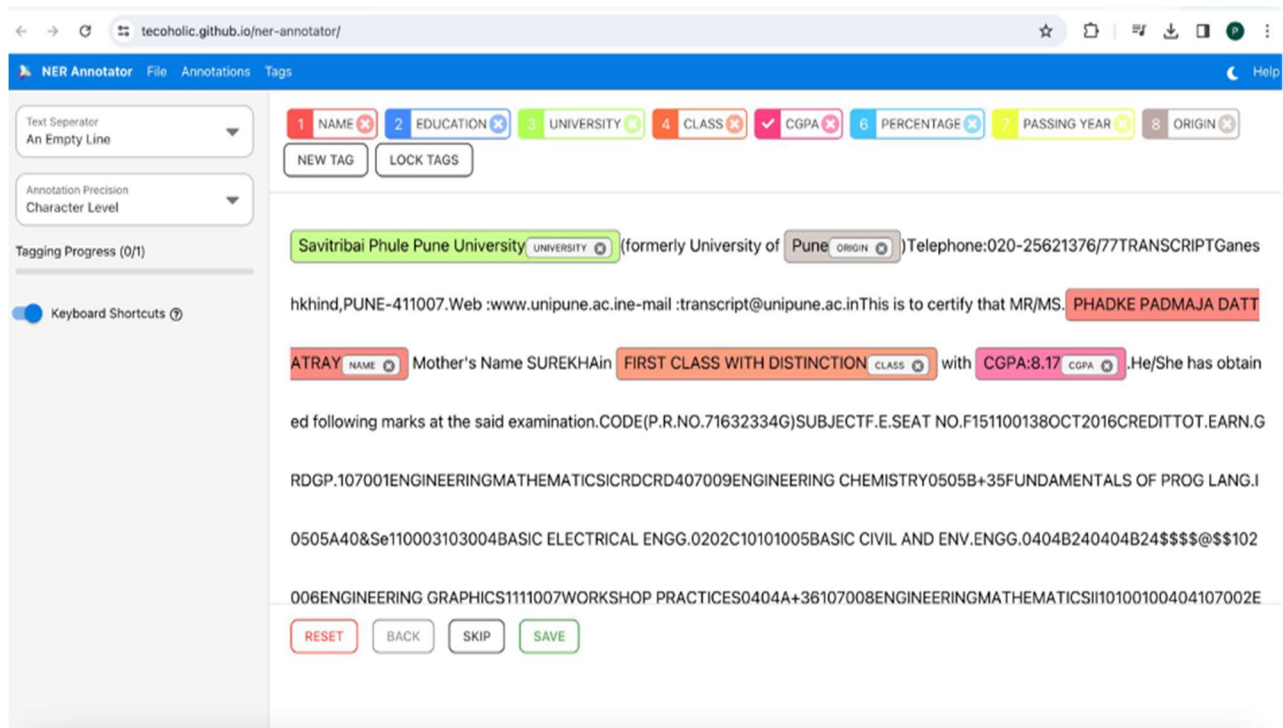 tecoholic.github.io/ner-annotator/
P
NER Annotator File Annotations Tags
Help
Text Seperator
An Empty Line
Annotation Precision
Character Level
Tagging Progress (0/1)
Keyboard Shortcuts
1 NAME 2 EDUCATION 3 UNIVERSITY 4 CLASS CGPA 6 PERCENTAGE 7 PASSING YEAR 8 ORIGIN
NEW TAG LOCK TAGS
Savitribai Phule Pune University UNIVERSITY (formerly University of Pune ORIGIN )Telephone:020-25621376/77TRANSCRIPTGanes
hkhind,PUNE-411007.Web :www.unipune.ac.ine-mail :transcript@unipune.ac.inThis is to certify that MR/MS. PHADKE PADMAJA DATT
ATRAY NAME Mother's Name SUREKHAin FIRST CLASS WITH DISTINCTION CLASS with CGPA:8.17 CGPA .He/She has obtain
ed following marks at the said examination.CODE(P.R.NO.71632334G)SUBJECTF.E.SEAT NO.F151100138OCT2016CREDITTOT.EARN.G
RDGP.107001ENGINEERINGMATHEMATICSICRDCRD407009ENGINEERING CHEMISTRY0505B+35FUNDAMENTALS OF PROG LANG.I
0505A40&Se110003103004BASIC ELECTRICAL ENGG.0202C10101005BASIC CIVIL AND ENV.ENGG.0404B240404B24$$$$@$$102
006ENGINEERING GRAPHICS1111007WORKSHOP PRACTICES0404A+36107008ENGINEERINGMATHEMATICSII10100100404107002E
RESET BACK SKIP SAVE